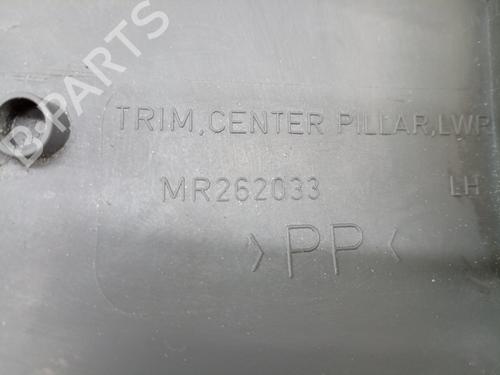 B-PARTS
TRIM,CENTER PILLAR,LWR
MR262033 LH
>PP<